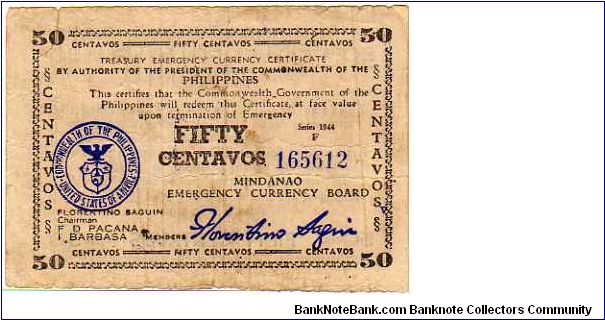 50 50
CENTAVOS FIFTY CENTAVOS CENTAVOS
TREASURY EMERGENCY CURRENCY CERTIFICATE
BY AUTHORITY OF THE PRESIDENT OF THE COMMONWEALTH OF THE
PHILIPPINES
This certifies that the Commonwealth Government of the
Philippines will redeem this Certificate, at face value
upon termination of Emergency
Series 1944
FIFTY F
CENTAVOS 165612
MINDANAO
EMERGENCY CURRENCY BOARD
§CENTAVOS§
§CENTAVOS§
COMMONWEALTH OF THE PHILIPPINES
UNITED STATES OF AMERICA
FLORENTINO SAGUIN
Chairman
F D PACANA
I. BARBASA MEMBERS Florentino Saguin
CENTAVOS FIFTY CENTAVOS CENTAVOS
50 50
BankNoteBank.com Banknote Collectors Community